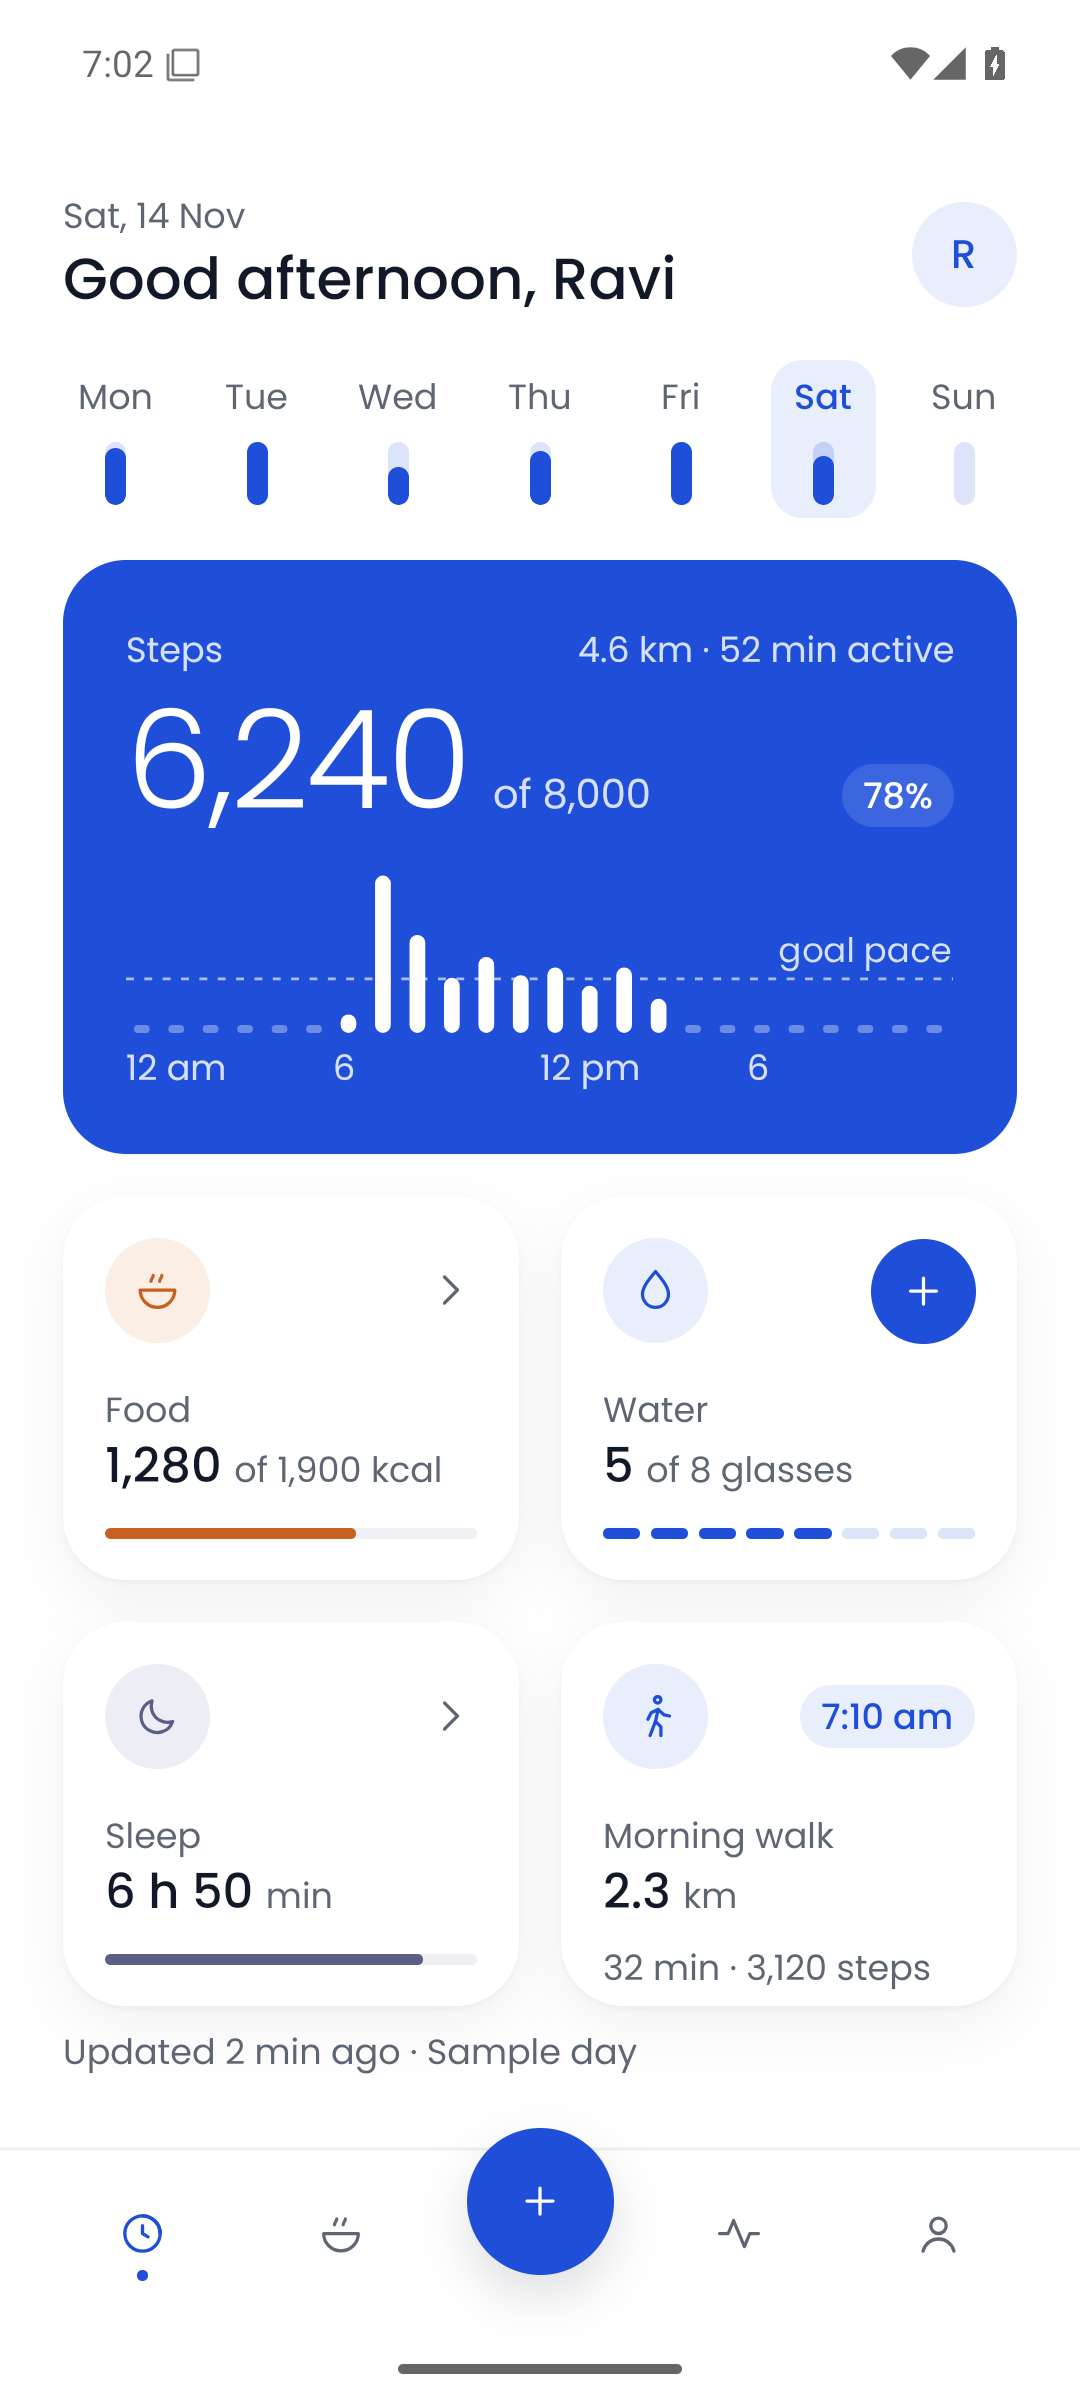 7:02
Sat, 14 Nov
Good afternoon, Ravi
R
Mon Tue Wed Thu Fri Sat Sun
Steps 4.6 km · 52 min active
6,240 of 8,000 78%
goal pace
12 am 6 12 pm 6
Food
1,280 of 1,900 kcal
Water
5 of 8 glasses
Sleep
6 h 50 min
7:10 am
Morning walk
2.3 km
32 min · 3,120 steps
Updated 2 min ago · Sample day